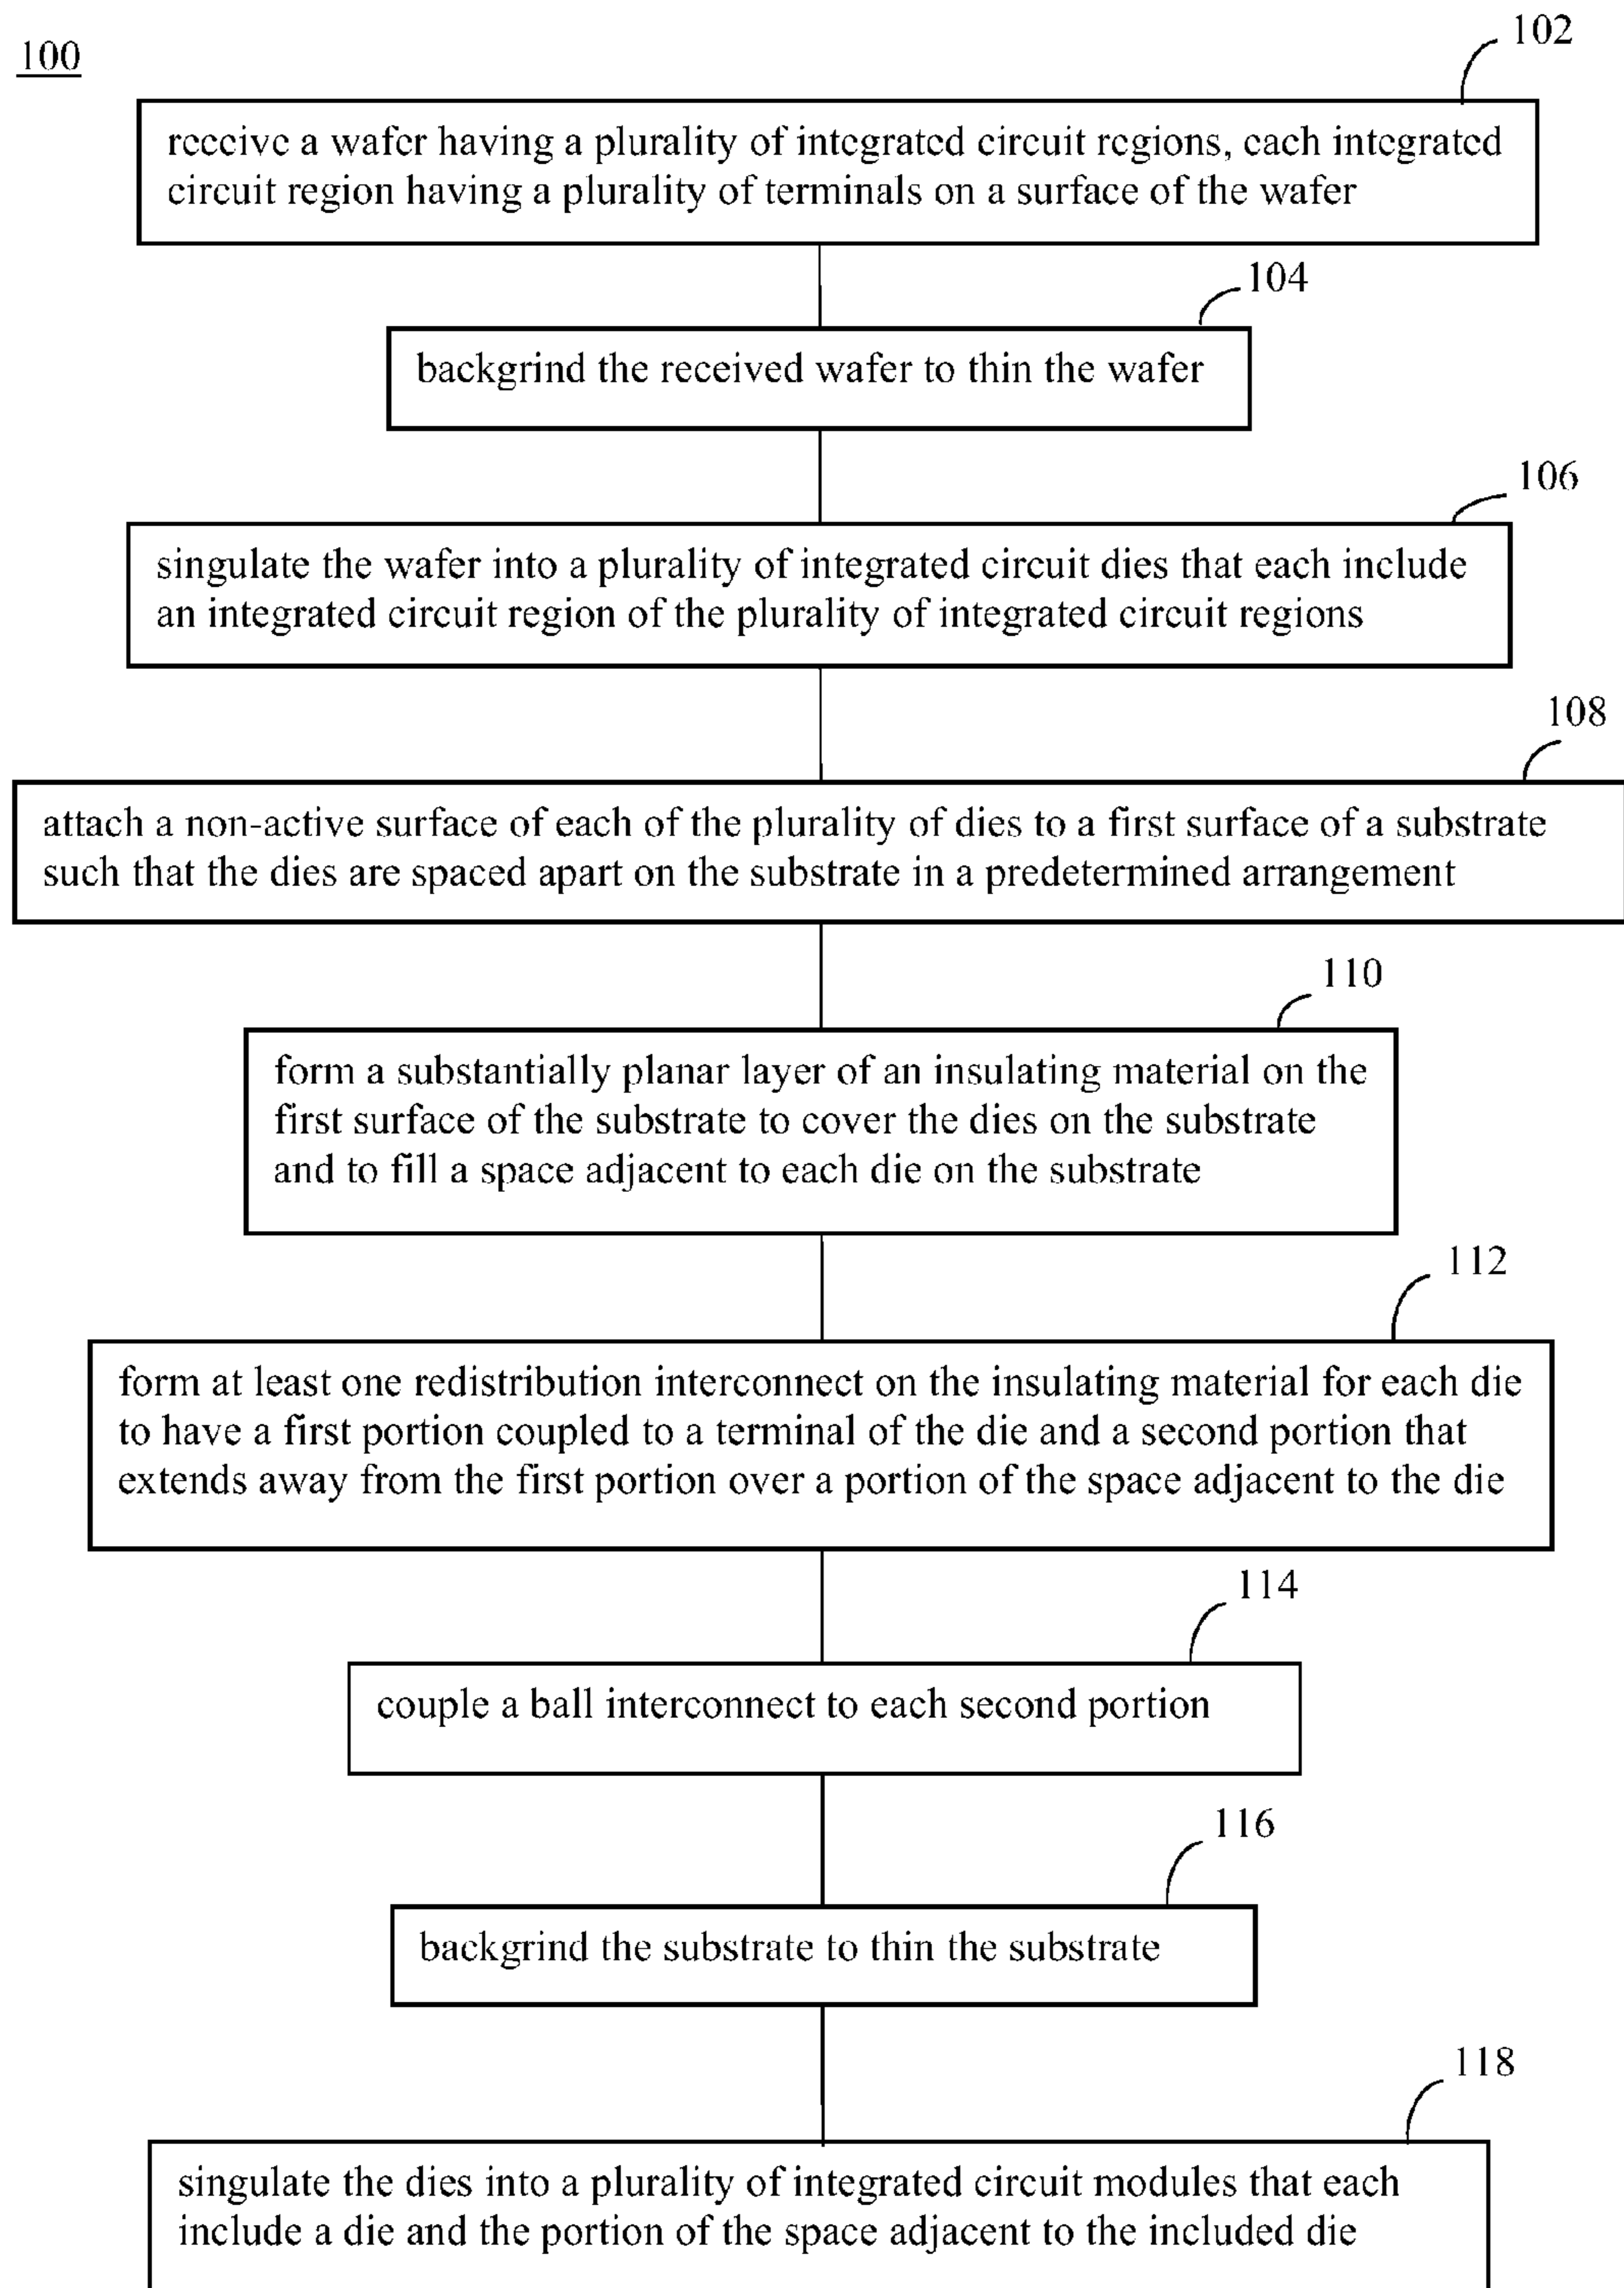 100
102
receive a wafer having a plurality of integrated circuit regions, each integrated
circuit region having a plurality of terminals on a surface of the wafer
104
backgrind the received wafer to thin the wafer
106
singulate the wafer into a plurality of integrated circuit dies that each include
an integrated circuit region of the plurality of integrated circuit regions
108
attach a non-active surface of each of the plurality of dies to a first surface of a substrate
such that the dies are spaced apart on the substrate in a predetermined arrangement
110
form a substantially planar layer of an insulating material on the
first surface of the substrate to cover the dies on the substrate
and to fill a space adjacent to each die on the substrate
112
form at least one redistribution interconnect on the insulating material for each die
to have a first portion coupled to a terminal of the die and a second portion that
extends away from the first portion over a portion of the space adjacent to the die
114
couple a ball interconnect to each second portion
116
backgrind the substrate to thin the substrate
118
singulate the dies into a plurality of integrated circuit modules that each
include a die and the portion of the space adjacent to the included die